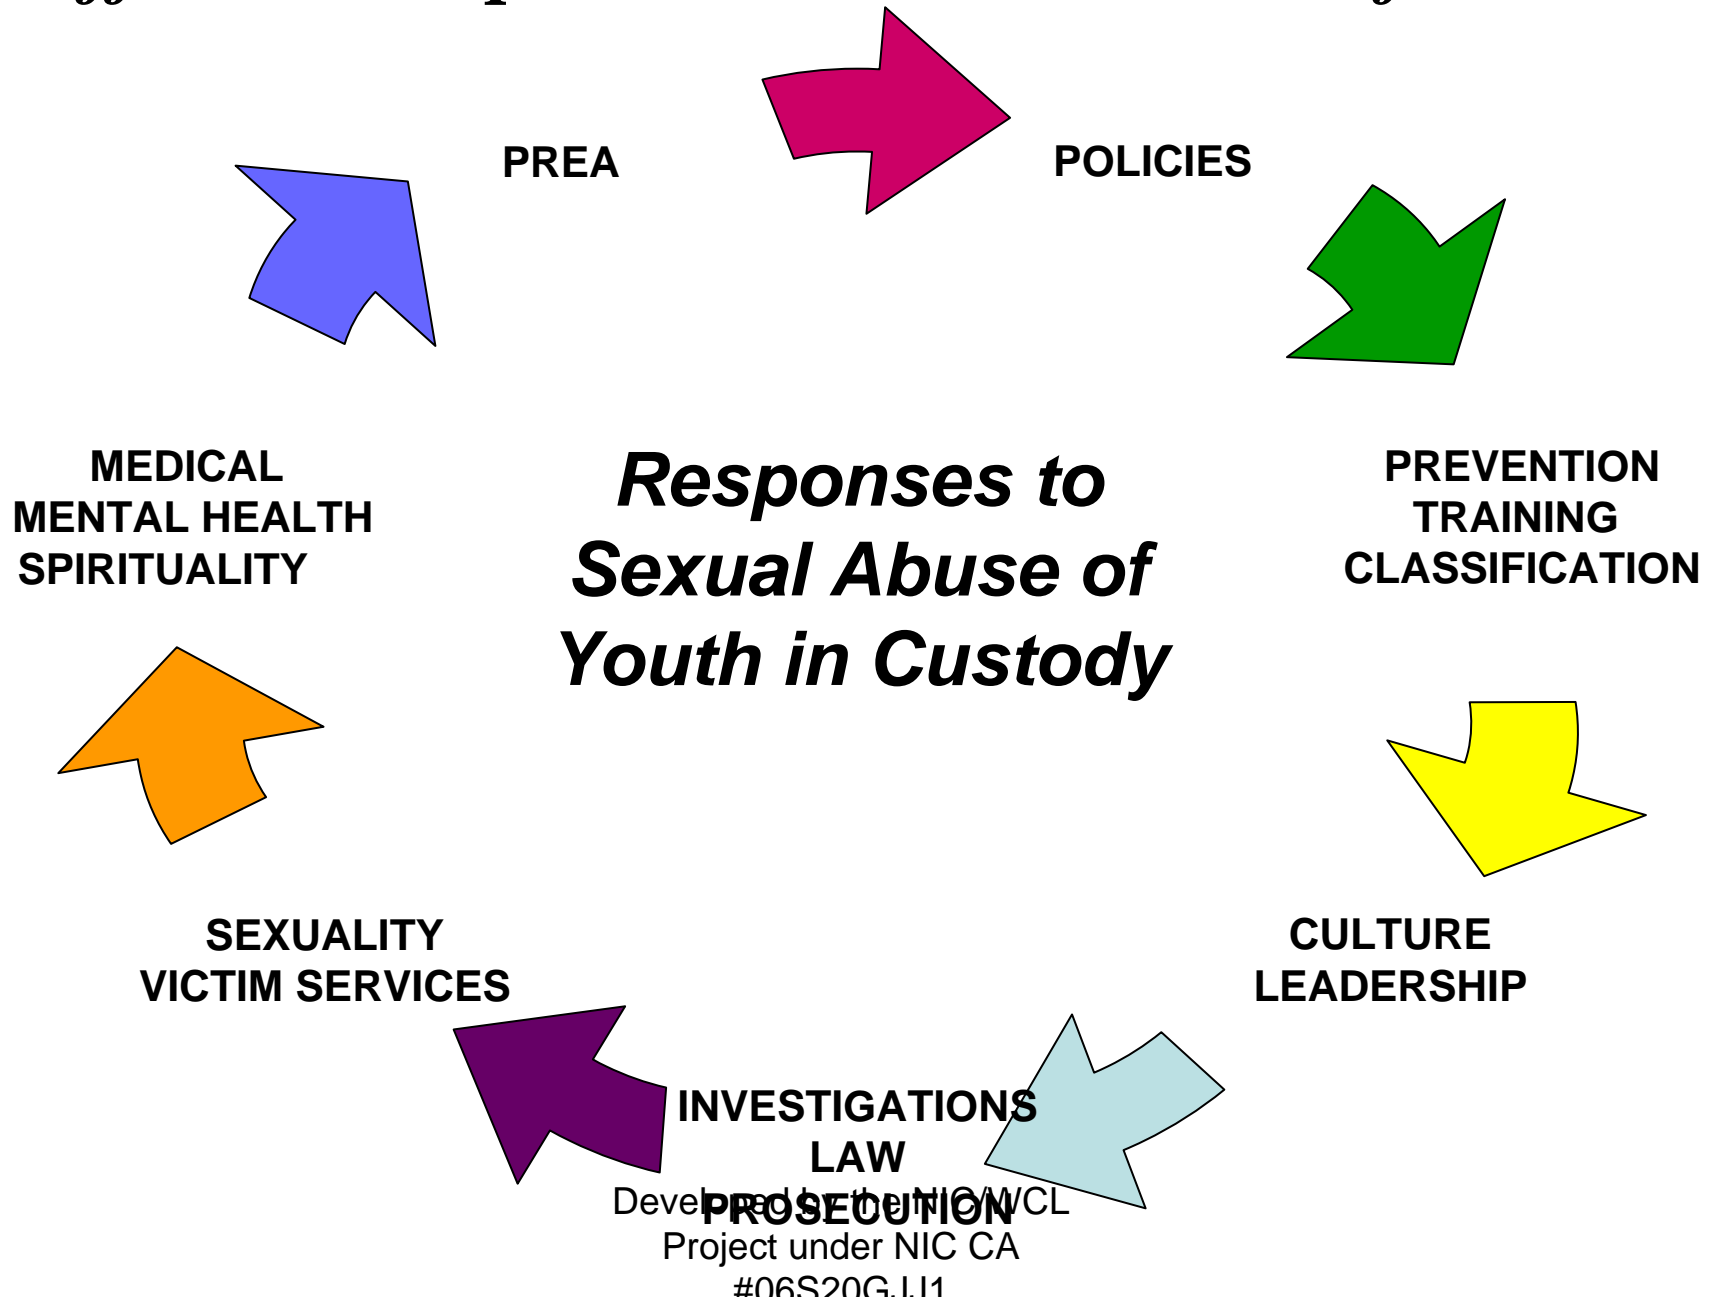 PREA
POLICIES
MEDICAL
MENTAL HEALTH
SPIRITUALITY
Responses to
Sexual Abuse of
Youth in Custody
PREVENTION
TRAINING
CLASSIFICATION
SEXUALITY
VICTIM SERVICES
CULTURE
LEADERSHIP
INVESTIGATIONS
LAW
PROSECUTION
Developed by the NIC/WCL
Project under NIC CA
#06S20GJJ1